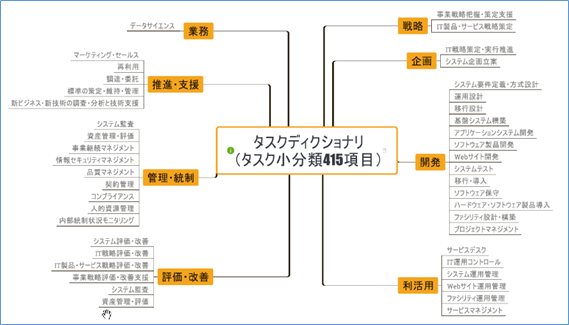 タスクディクショナリ
(タスク小分類415項目)
戦略
事業戦略把握・策定支援
IT製品・サービス戦略策定
企画
IT戦略策定・実行推進
システム企画立案
開発
システム要件定義・方式設計
運用設計
移行設計
基盤システム構築
アプリケーションシステム開発
ソフトウェア製品開発
Webサイト開発
システムテスト
移行・導入
ソフトウェア保守
ハードウェア・ソフトウェア製品導入
ファシリティ設計・構築
プロジェクトマネジメント
利活用
サービスデスク
IT運用コントロール
システム運用管理
Webサイト運用管理
ファシリティ運用管理
サービスマネジメント
業務
データサイエンス
推進・支援
マーケティング・セールス
再利用
調達・委託
標準の策定・維持・管理
新ビジネス・新技術の調査・分析と技術支援
管理・統制
システム監査
資産管理・評価
事業継続マネジメント
情報セキュリティマネジメント
品質マネジメント
契約管理
コンプライアンス
人的資源管理
内部統制状況モニタリング
評価・改善
システム評価・改善
IT戦略評価・改善
IT製品・サービス戦略評価・改善
事業戦略評価・改善支援
システム監査
資産管理・評価